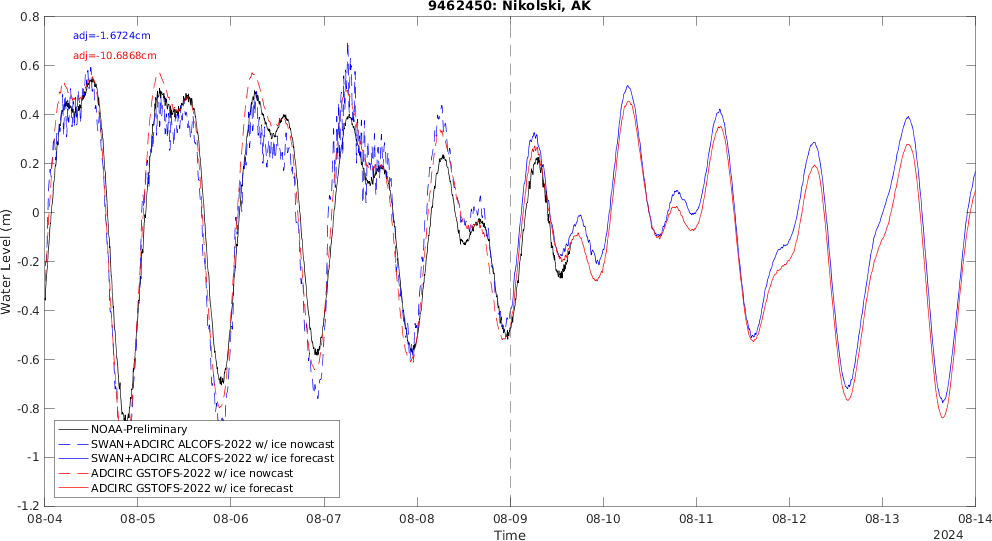 9462450: Nikolski, AK
adj=-1.6724cm
adj=-10.6868cm
0.8
0.6
0.4
0.2
0
-0.2
-0.4
-0.6
-0.8
-1
-1.2
Water Level (m)
NOAA-Preliminary
SWAN+ADCIRC ALCOFS-2022 w/ ice nowcast
SWAN+ADCIRC ALCOFS-2022 w/ ice forecast
ADCIRC GSTOFS-2022 w/ ice nowcast
ADCIRC GSTOFS-2022 w/ ice forecast
08-04 08-05 08-06 08-07 08-08 08-09 08-10 08-11 08-12 08-13 08-14
Time
2024